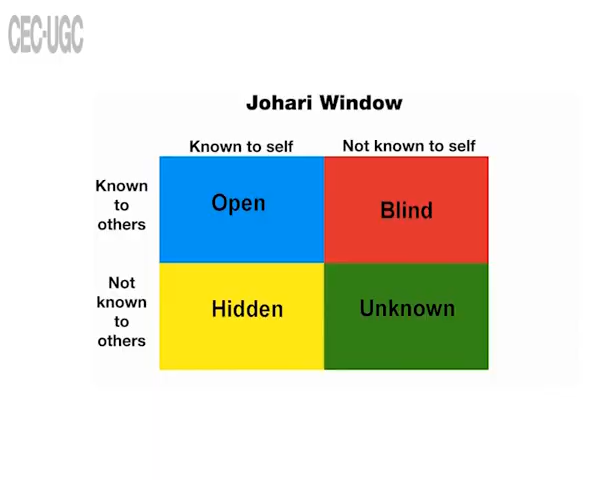 CEC-UGC
Johari Window
Known to self
Not known to self
Known
to
others
Open
Blind
Not
known
to
others
Hidden
Unknown